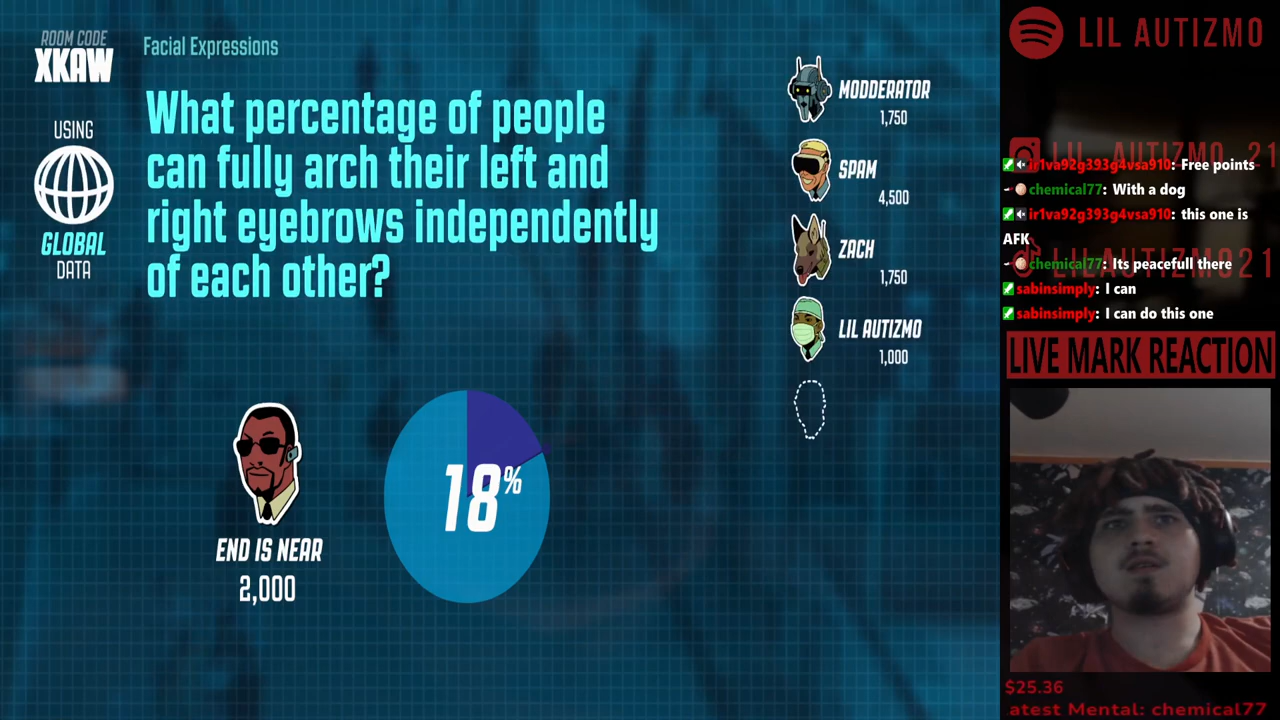 ROOM CODE
XKAW
USING
GLOBAL
DATA
Facial Expressions
What percentage of people
can fully arch their left and
right eyebrows independently
of each other?
END IS NEAR
2,000
18%
MODDERATOR
1,750
SPAM
4,500
ZACH
1,750
LIL AUTIZMO
1,000
LIL AUTIZMO
LIL_AUTIZMO_21
ir1va92g393g4vsa910: Free points
chemical77: With a dog
ir1va92g393g4vsa910: this one is
AFK
chemical77: Its peacefull there
LILAUTIZMO21
sabinsimply: I can
sabinsimply: I can do this one
LIVE MARK REACTION
$25.36
atest Mental: chemical77